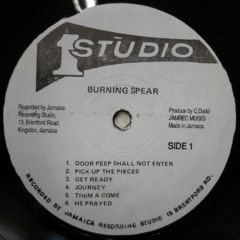 1 STUDIO
BURNING SPEAR
Recorded by Jamaica
Recording Studio,
13, Brentford Road,
Kingston, Jamaica
Produce by C.Dodd
JAMREC MUSIC
Made in Jamaica
SIDE 1
1. DOOR PEEP SHALL NOT ENTER
2. PICK UP THE PIECES
3. GET READY
4. JOURNEY
5. THEM A COME
6. HE PRAYED
RECORDED BY JAMAICA RECORDING STUDIO 13 BRENTFORD RD.